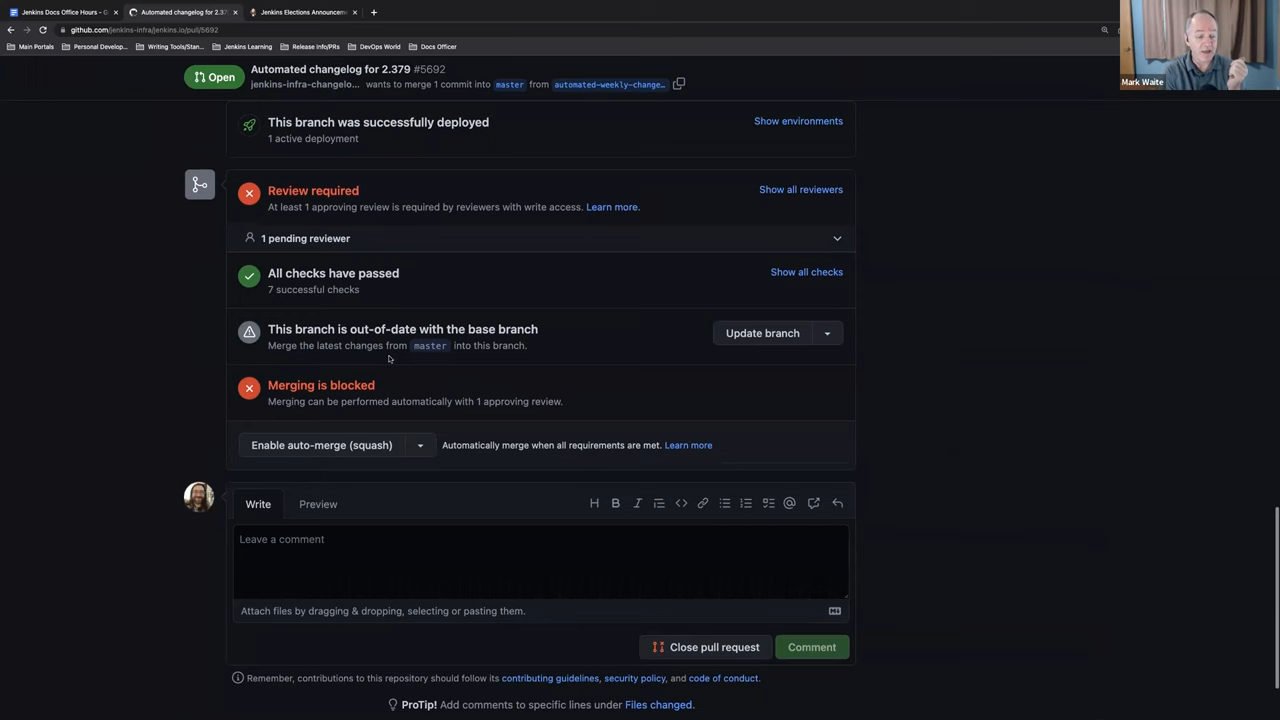 Jenkins Docs Office Hours - G
Automated changelog for 2.37
Jenkins Elections Announceme
github.com/jenkins-infra/jenkins.io/pull/5692
Main Portals
Personal Develop...
Writing Tools/Stan...
Jenkins Learning
Release Info/PRs
DevOps World
Docs Officer
Mark Waite
Open
Automated changelog for 2.379 #5692
jenkins-infra-changelo... wants to merge 1 commit into master from automated-weekly-change...
This branch was successfully deployed
Show environments
1 active deployment
Review required
Show all reviewers
At least 1 approving review is required by reviewers with write access. Learn more.
1 pending reviewer
All checks have passed
Show all checks
7 successful checks
This branch is out-of-date with the base branch
Update branch
Merge the latest changes from master into this branch.
Merging is blocked
Merging can be performed automatically with 1 approving review.
Enable auto-merge (squash)
Automatically merge when all requirements are met. Learn more
Write
Preview
Leave a comment
Attach files by dragging & dropping, selecting or pasting them.
Close pull request
Comment
Remember, contributions to this repository should follow its contributing guidelines, security policy, and code of conduct.
ProTip! Add comments to specific lines under Files changed.